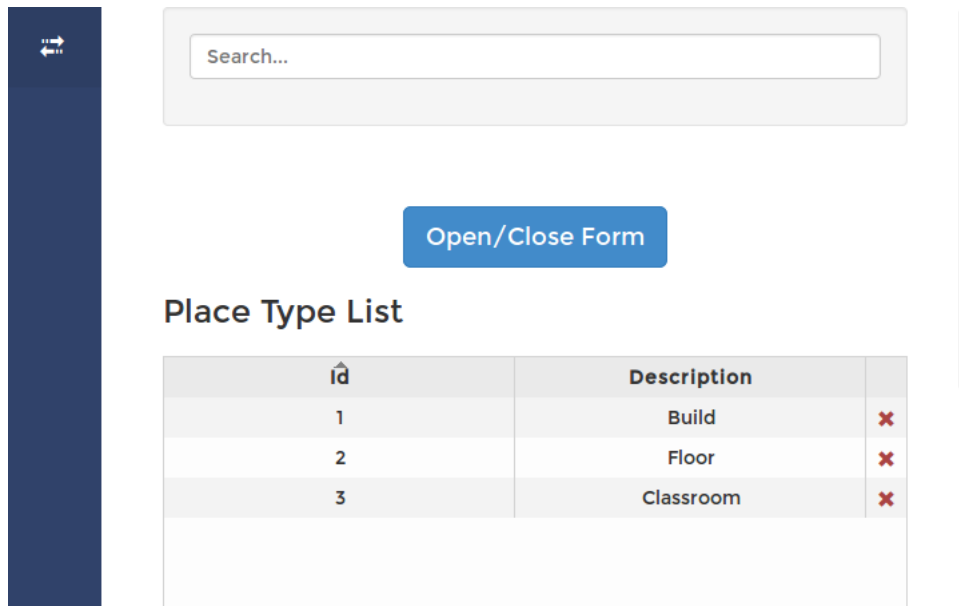 Search...
Open/Close Form
Place Type List
Id Description
1 Build
2 Floor
3 Classroom